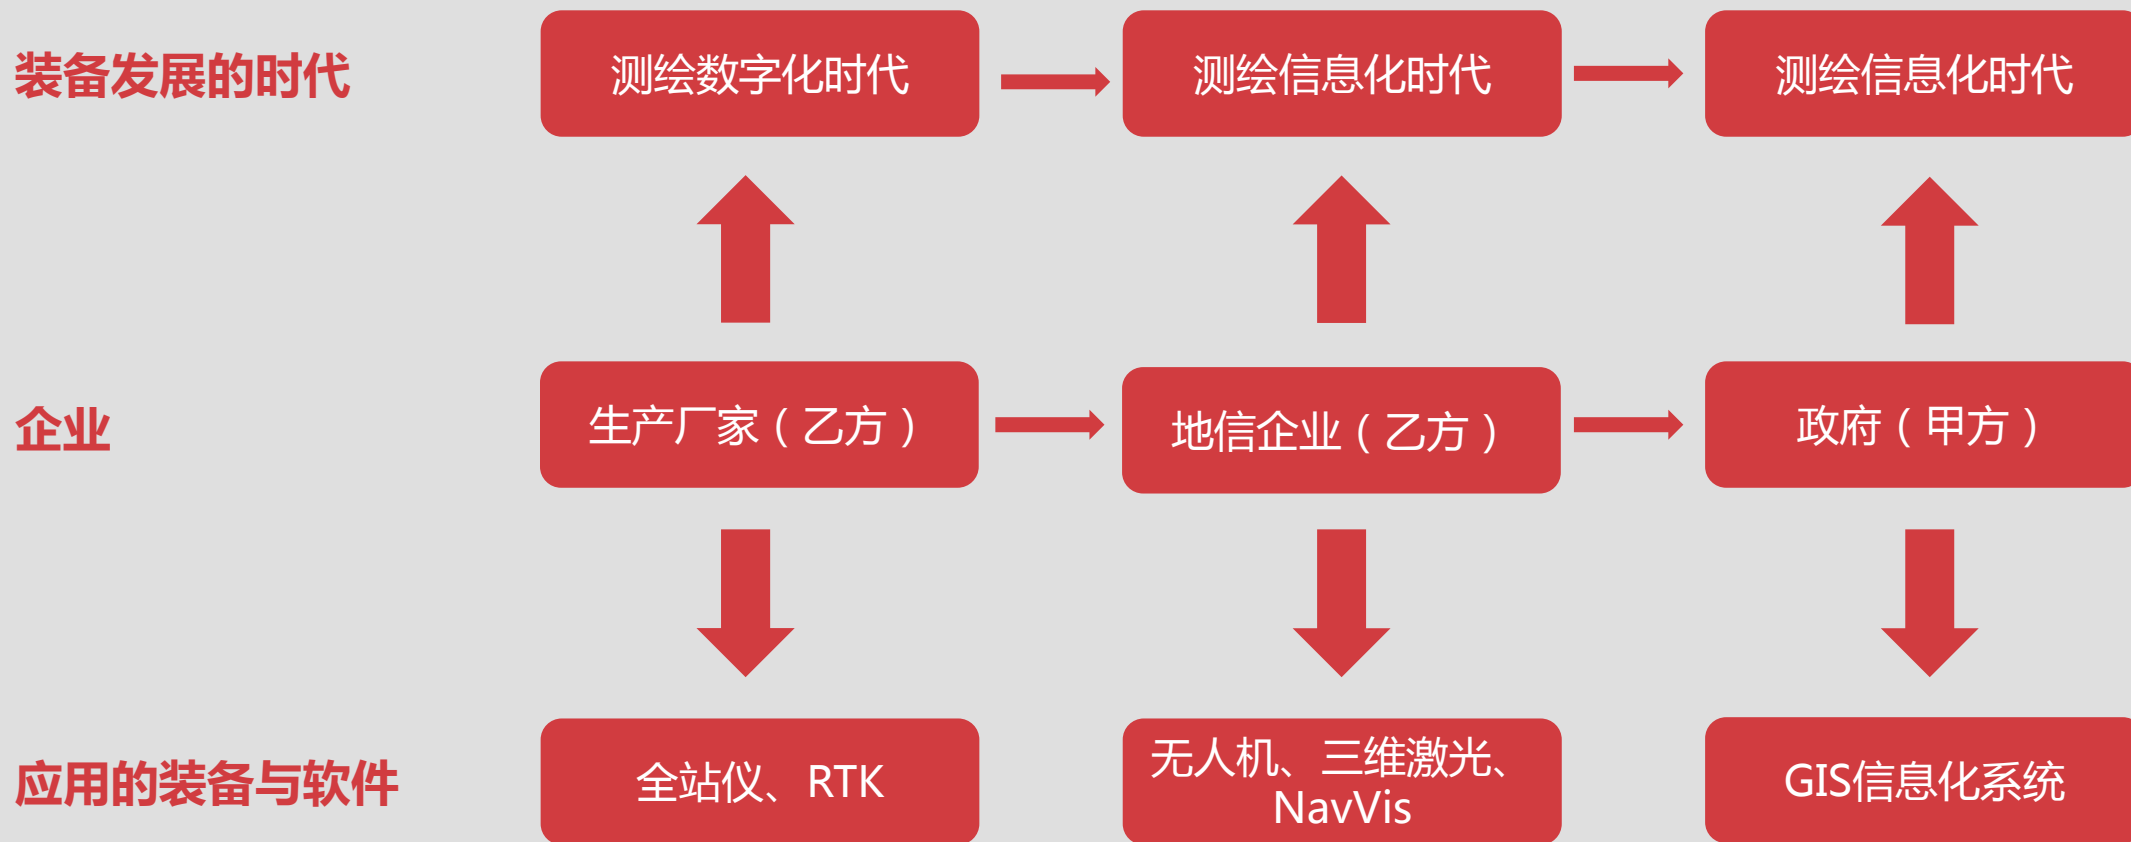 装备发展的时代
测绘数字化时代
测绘信息化时代
测绘信息化时代
企业
生产厂家（乙方）
地信企业（乙方）
政府（甲方）
应用的装备与软件
全站仪、RTK
无人机、三维激光、
NavVis
GIS信息化系统